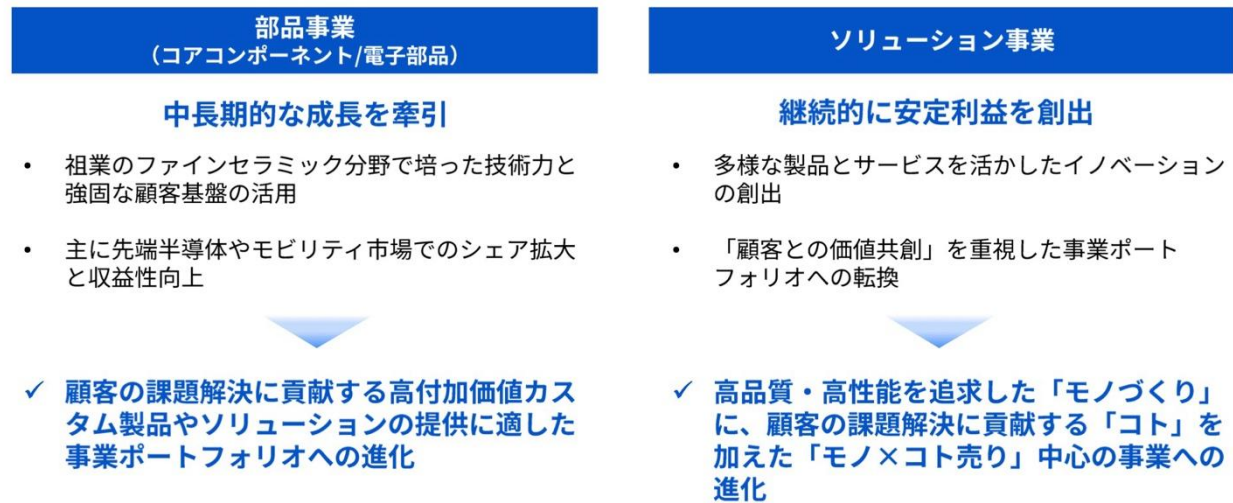 部品事業
（コアコンポーネント/電子部品）
中長期的な成長を牽引
• 祖業のファインセラミック分野で培った技術力と
強固な顧客基盤の活用
• 主に先端半導体やモビリティ市場でのシェア拡大
と収益性向上
✓ 顧客の課題解決に貢献する高付加価値カス
タム製品やソリューションの提供に適した
事業ポートフォリオへの進化
ソリューション事業
継続的に安定利益を創出
• 多様な製品とサービスを活かしたイノベーション
の創出
• 「顧客との価値共創」を重視した事業ポート
フォリオへの転換
✓ 高品質・高性能を追求した「モノづくり」
に、顧客の課題解決に貢献する「コト」を
加えた「モノ×コト売り」中心の事業への
進化